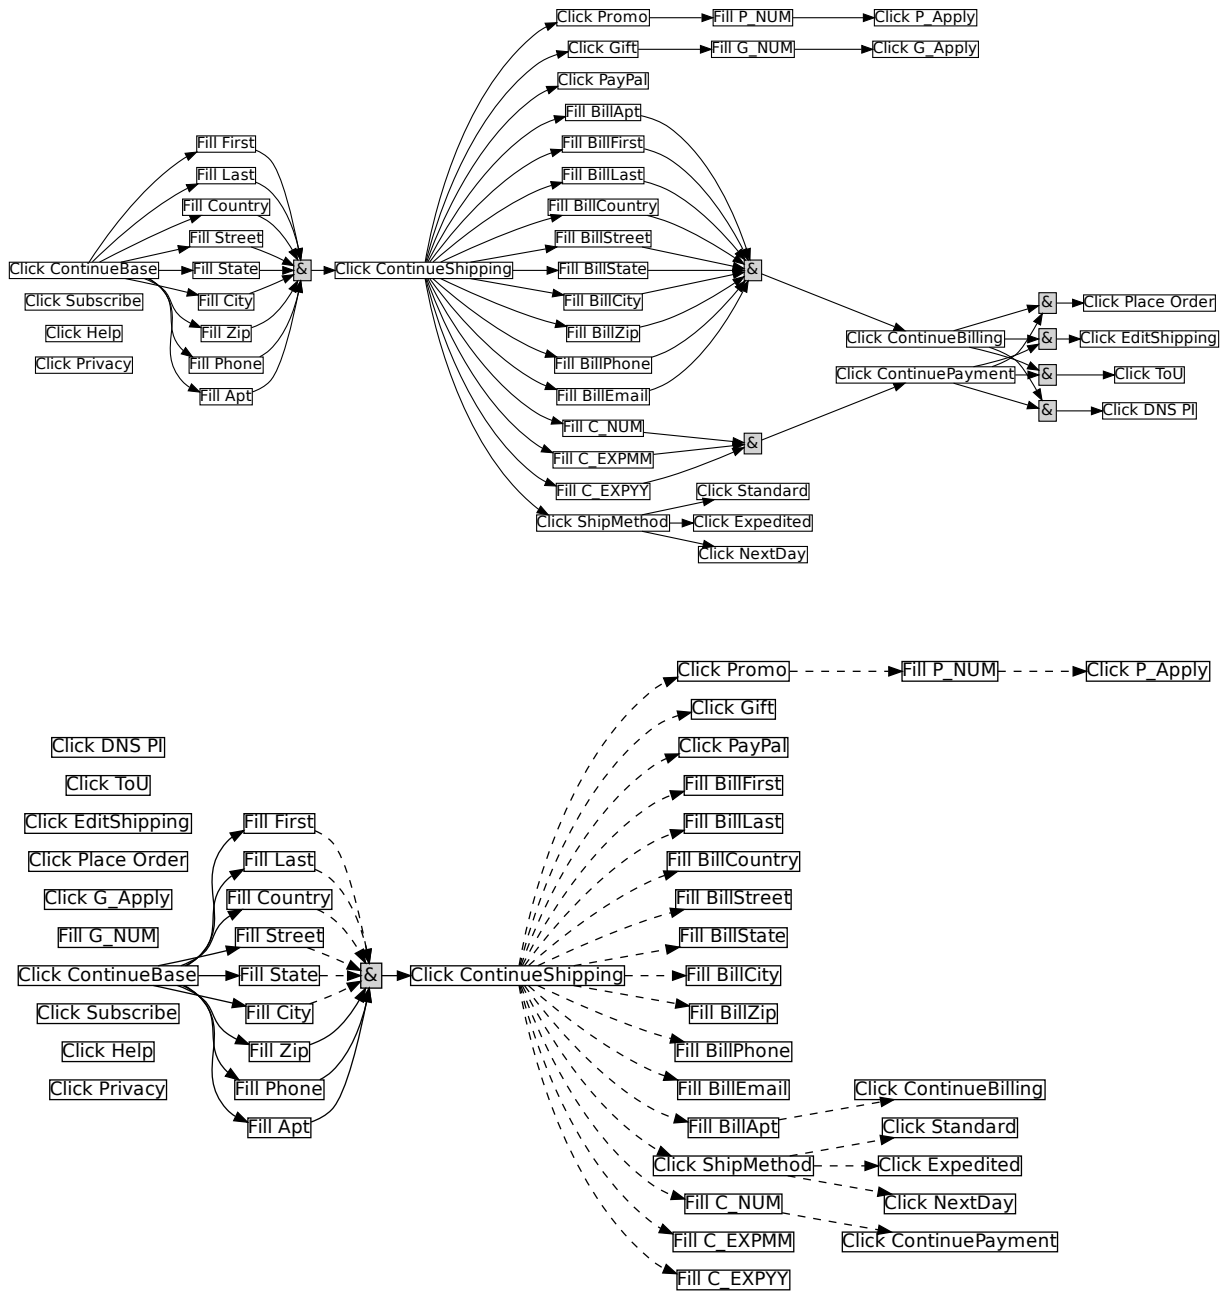 Click Promo
Fill P_NUM
Click P_Apply
Click Gift
Fill G_NUM
Click G_Apply
Click PayPal
Fill BillApt
Fill First
Fill BillFirst
Fill Last
Fill BillLast
Fill Country
Fill BillCountry
Fill Street
Fill BillStreet
Click ContinueBase
Fill State
&
Click ContinueShipping
Fill BillState
&
Click Subscribe
Fill City
Fill BillCity
&
Click Place Order
Click Help
Fill Zip
Fill BillZip
Click ContinueBilling
&
Click EditShipping
Click Privacy
Fill Phone
Fill BillPhone
Click ContinuePayment
&
Click ToU
Fill Apt
Fill BillEmail
&
Click DNS PI
Fill C_NUM
&
Fill C_EXPMM
Fill C_EXPYY
Click Standard
Click ShipMethod
Click Expedited
Click NextDay
Click Promo
Fill P_NUM
Click P_Apply
Click Gift
Click DNS PI
Click PayPal
Click ToU
Fill BillFirst
Click EditShipping
Fill First
Fill BillLast
Click Place Order
Fill Last
Fill BillCountry
Click G_Apply
Fill Country
Fill BillStreet
Fill G_NUM
Fill Street
Fill BillState
Click ContinueBase
Fill State
&
Click ContinueShipping
Fill BillCity
Click Subscribe
Fill City
Fill BillZip
Click Help
Fill Zip
Fill BillPhone
Click Privacy
Fill Phone
Fill BillEmail
Click ContinueBilling
Fill Apt
Fill BillApt
Click Standard
Click ShipMethod
Click Expedited
Fill C_NUM
Click NextDay
Fill C_EXPMM
Click ContinuePayment
Fill C_EXPYY